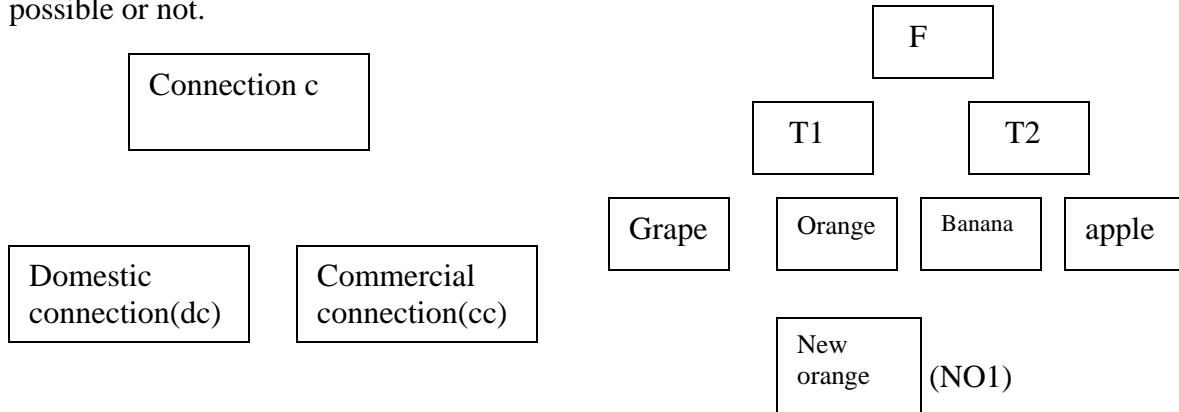 possible or not.
Connection c
Domestic
connection(dc)
Commercial
connection(cc)
F
T1
T2
Grape
Orange
Banana
apple
New
orange
(NO1)